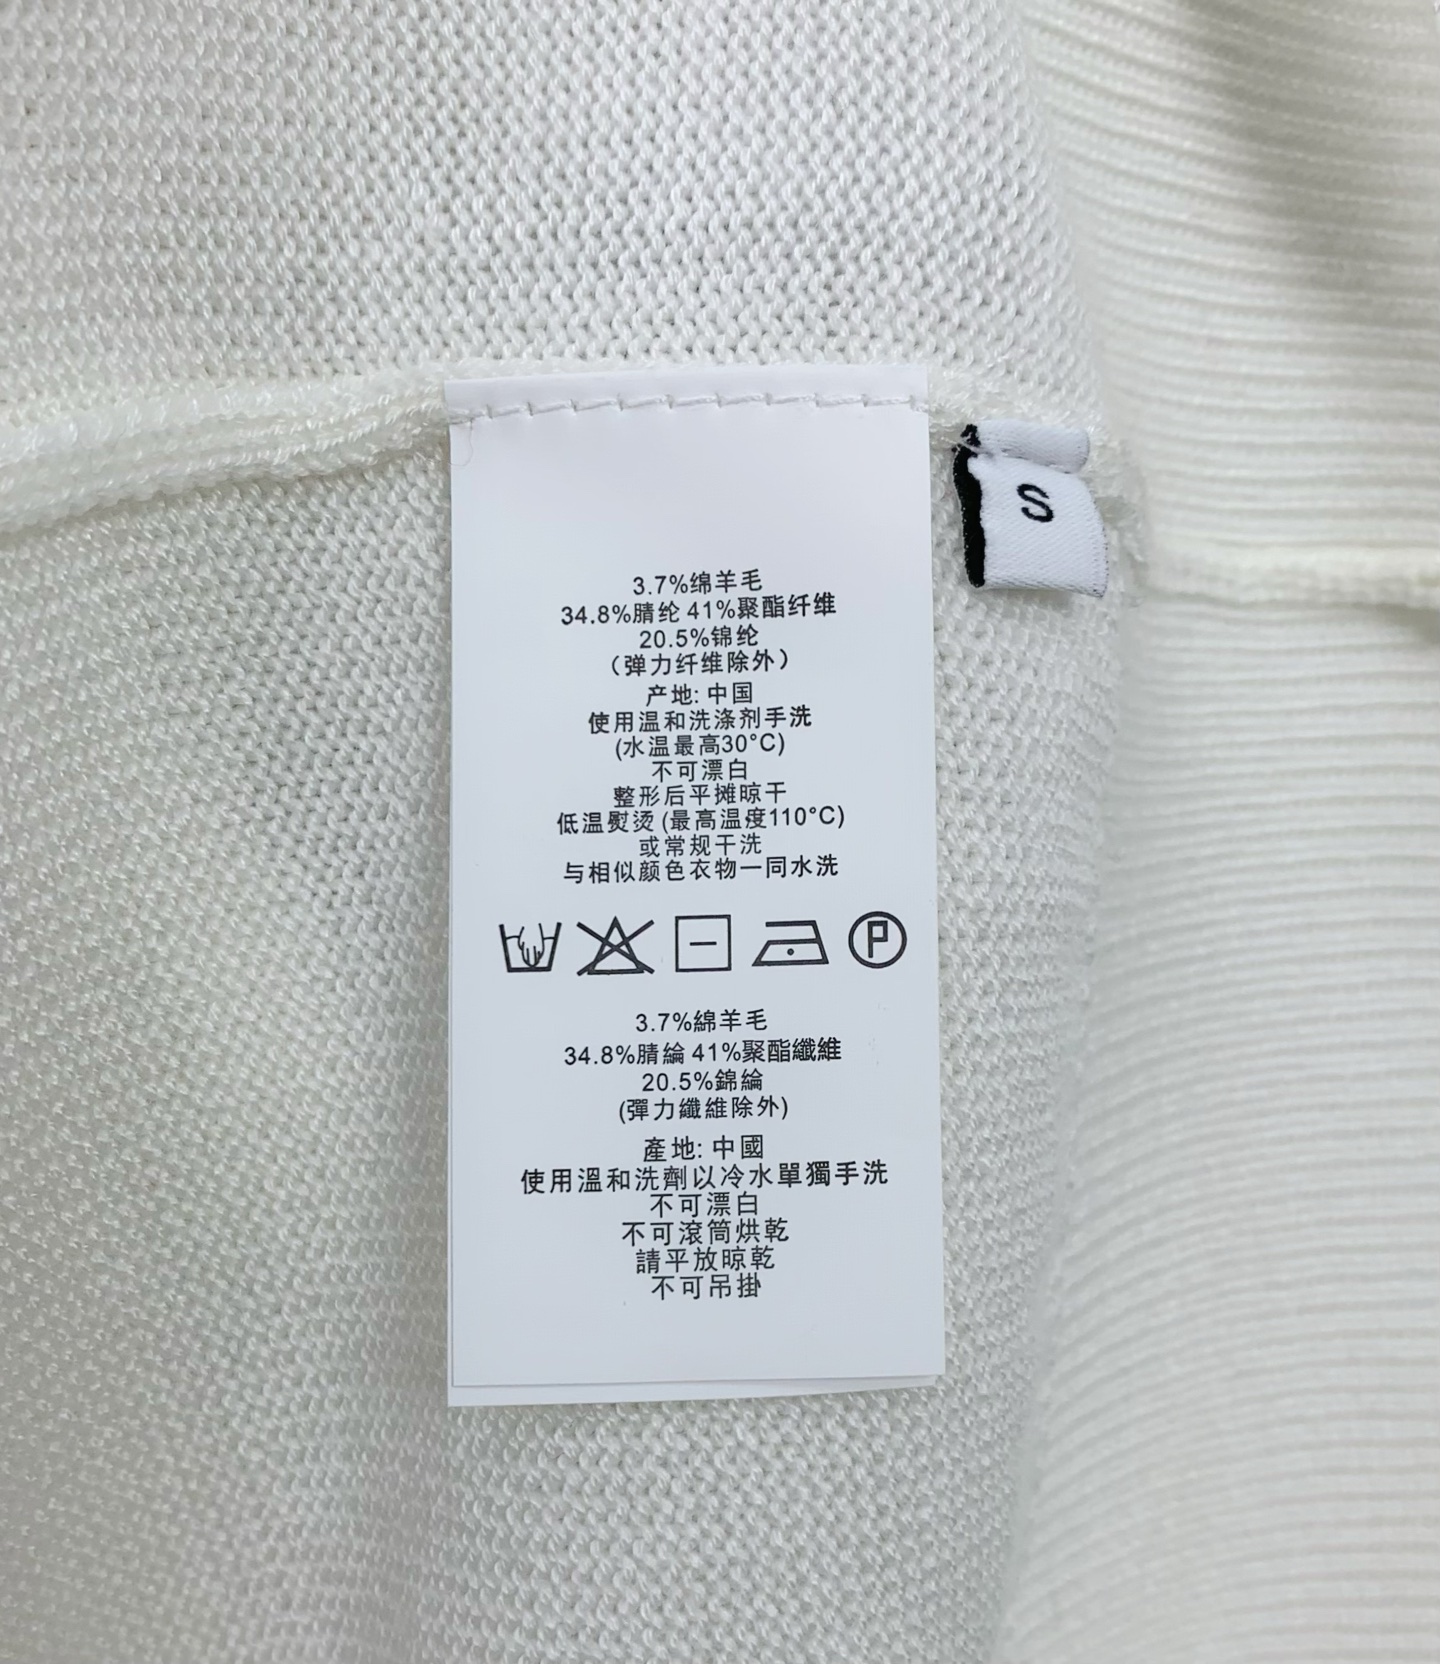 3.7%绵羊毛
34.8%腈纶 41%聚酯纤维
20.5%锦纶
（弹力纤维除外）
产地: 中国
使用温和洗涤剂手洗
(水温最高30°C)
不可漂白
整形后平摊晾干
低温熨烫 (最高温度110°C)
或常规干洗
与相似颜色衣物一同水洗
P
3.7%綿羊毛
34.8%腈綸 41%聚酯纖維
20.5%錦綸
(彈力纖維除外)
產地: 中國
使用溫和洗劑以冷水單獨手洗
不可漂白
不可滾筒烘乾
請平放晾乾
不可吊掛
S